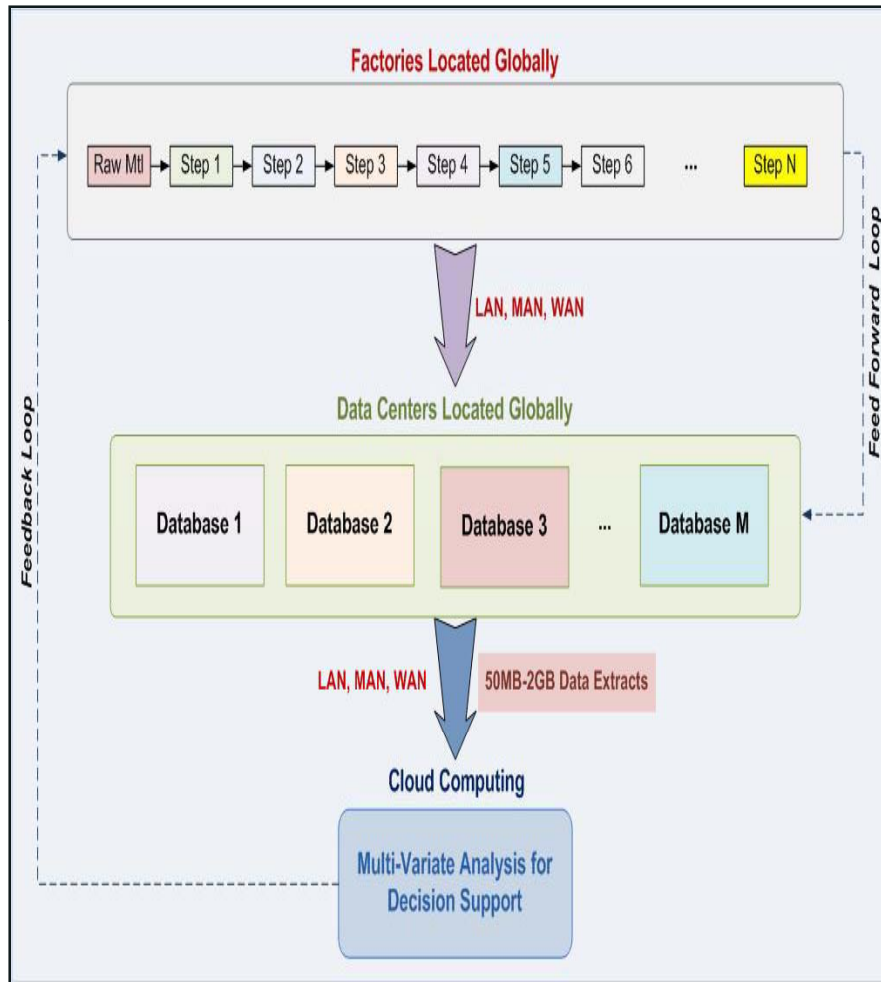 Factories Located Globally
Raw Mtl Step 1 Step 2 Step 3 Step 4 Step 5 Step 6 ... Step N
LAN, MAN, WAN
Feed Forward Loop
Data Centers Located Globally
Database 1 Database 2 Database 3 ... Database M
Feedback Loop
LAN, MAN, WAN 50MB-2GB Data Extracts
Cloud Computing
Multi-Variate Analysis for
Decision Support